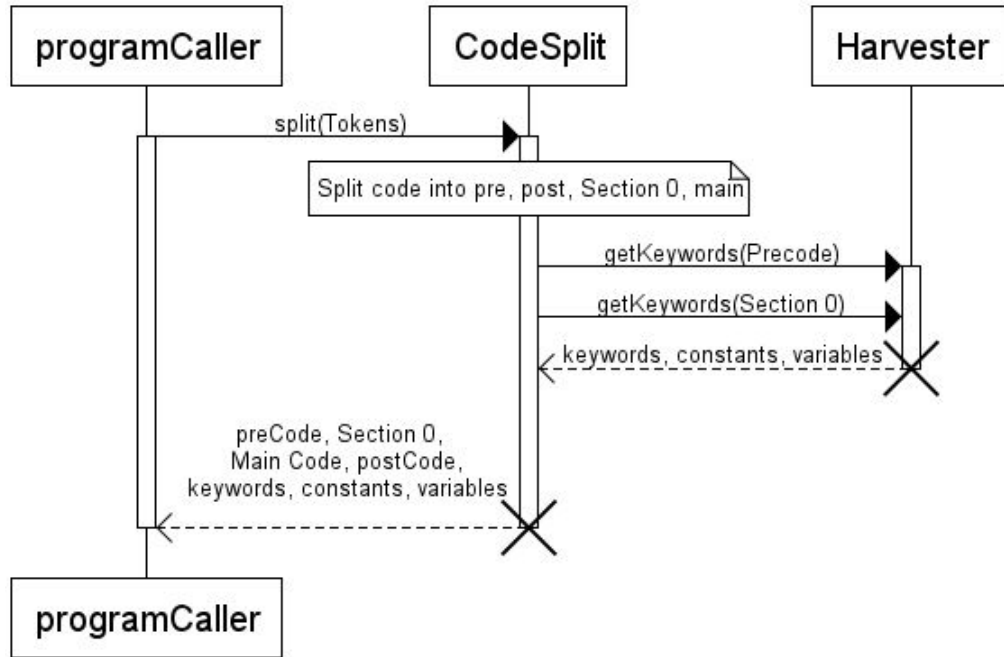 programCaller
CodeSplit
Harvester
split(Tokens)
Split code into pre, post, Section 0, main
getKeywords(Precode)
getKeywords(Section 0)
keywords, constants, variables
preCode, Section 0,
Main Code, postCode,
keywords, constants, variables
programCaller